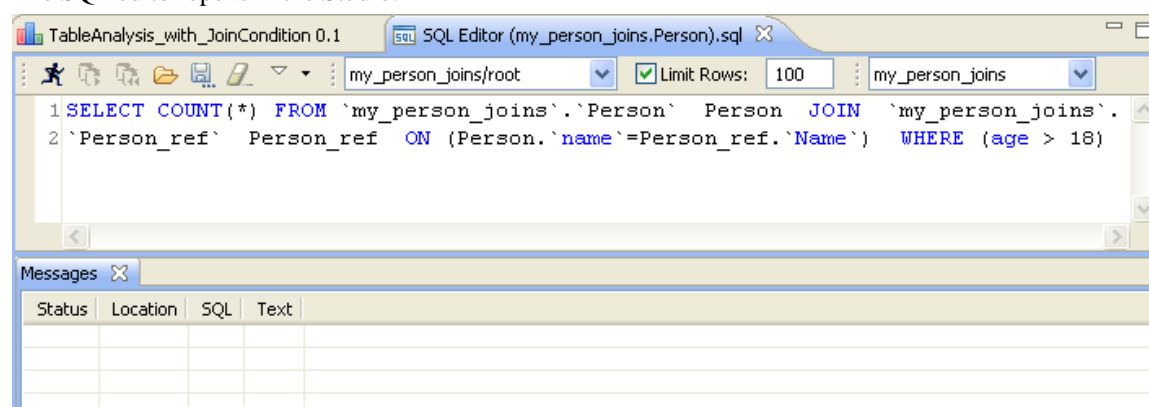 TableAnalysis_with_JoinCondition 0.1 SQL Editor (my_person_joins.Person).sql
my_person_joins/root Limit Rows: 100 my_person_joins
1 SELECT COUNT(*) FROM `my_person_joins`.`Person` Person JOIN `my_person_joins`.
2 `Person_ref` Person_ref ON (Person.`name`=Person_ref.`Name`) WHERE (age > 18)
Messages
Status Location SQL Text